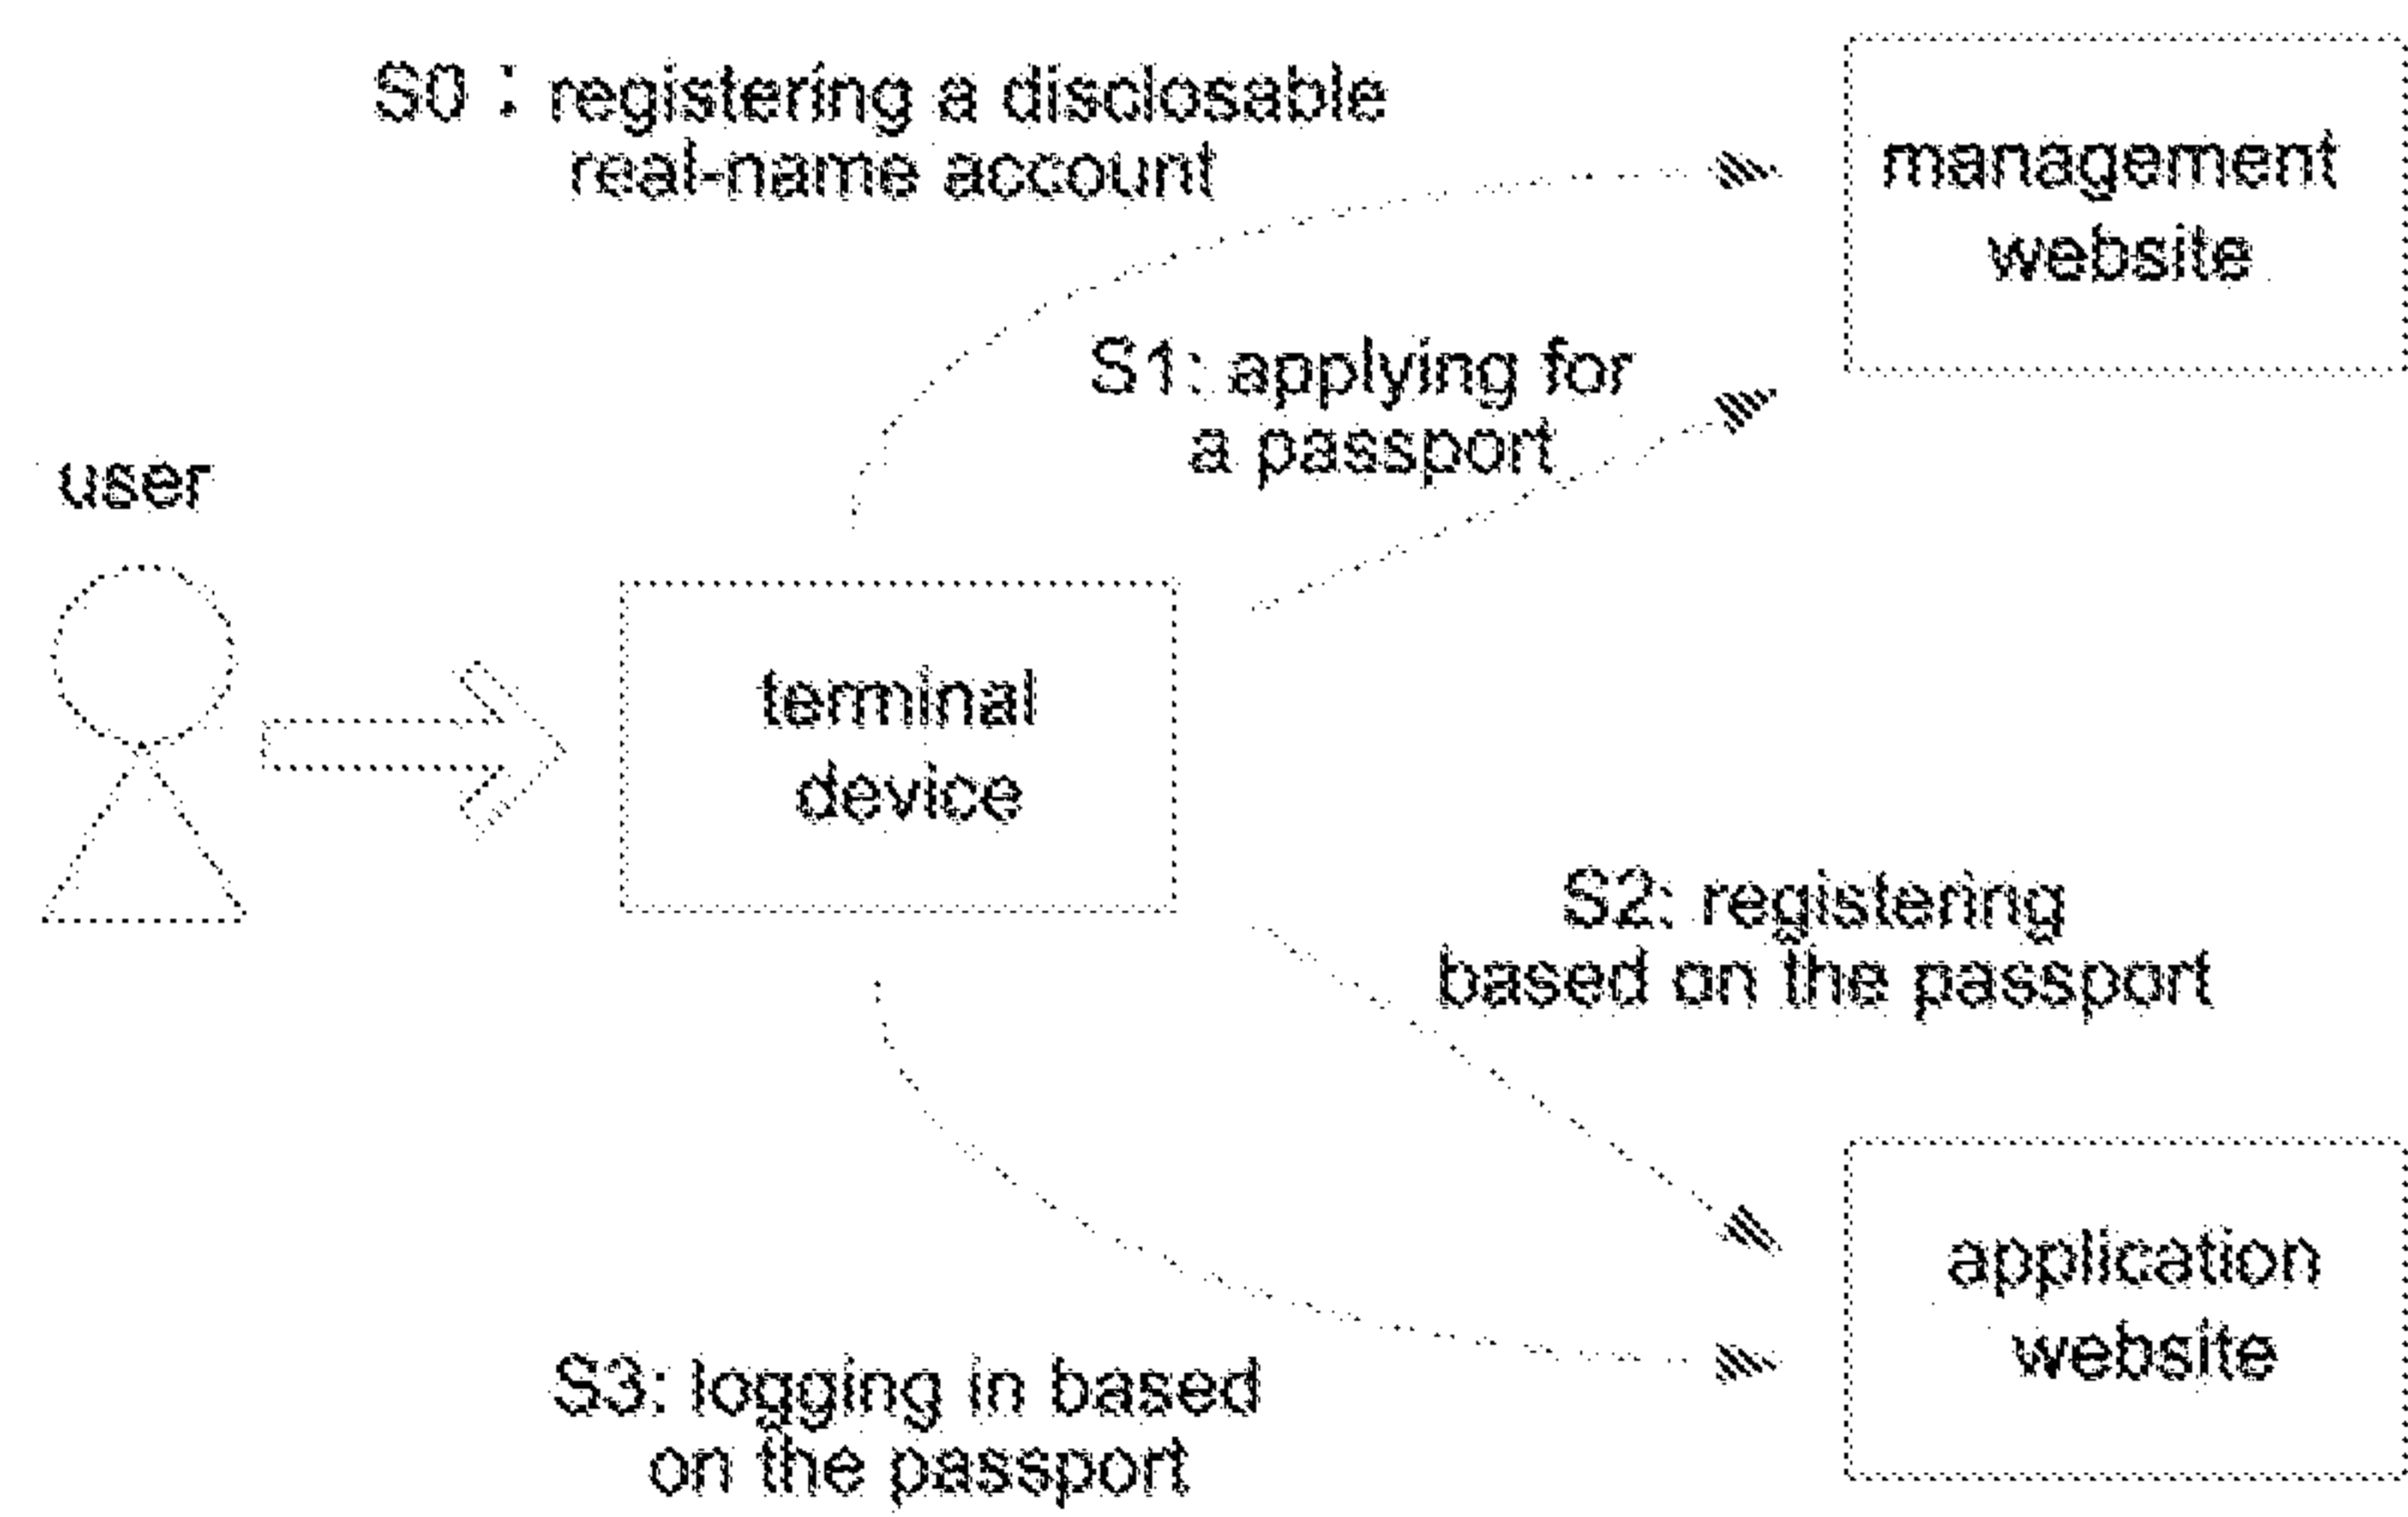 S0 : registering a disclosable
real-name account
management
website
S1: applying for
a passport
user
terminal
device
S2: registering
based on the passport
application
website
S3: logging in based
on the passport